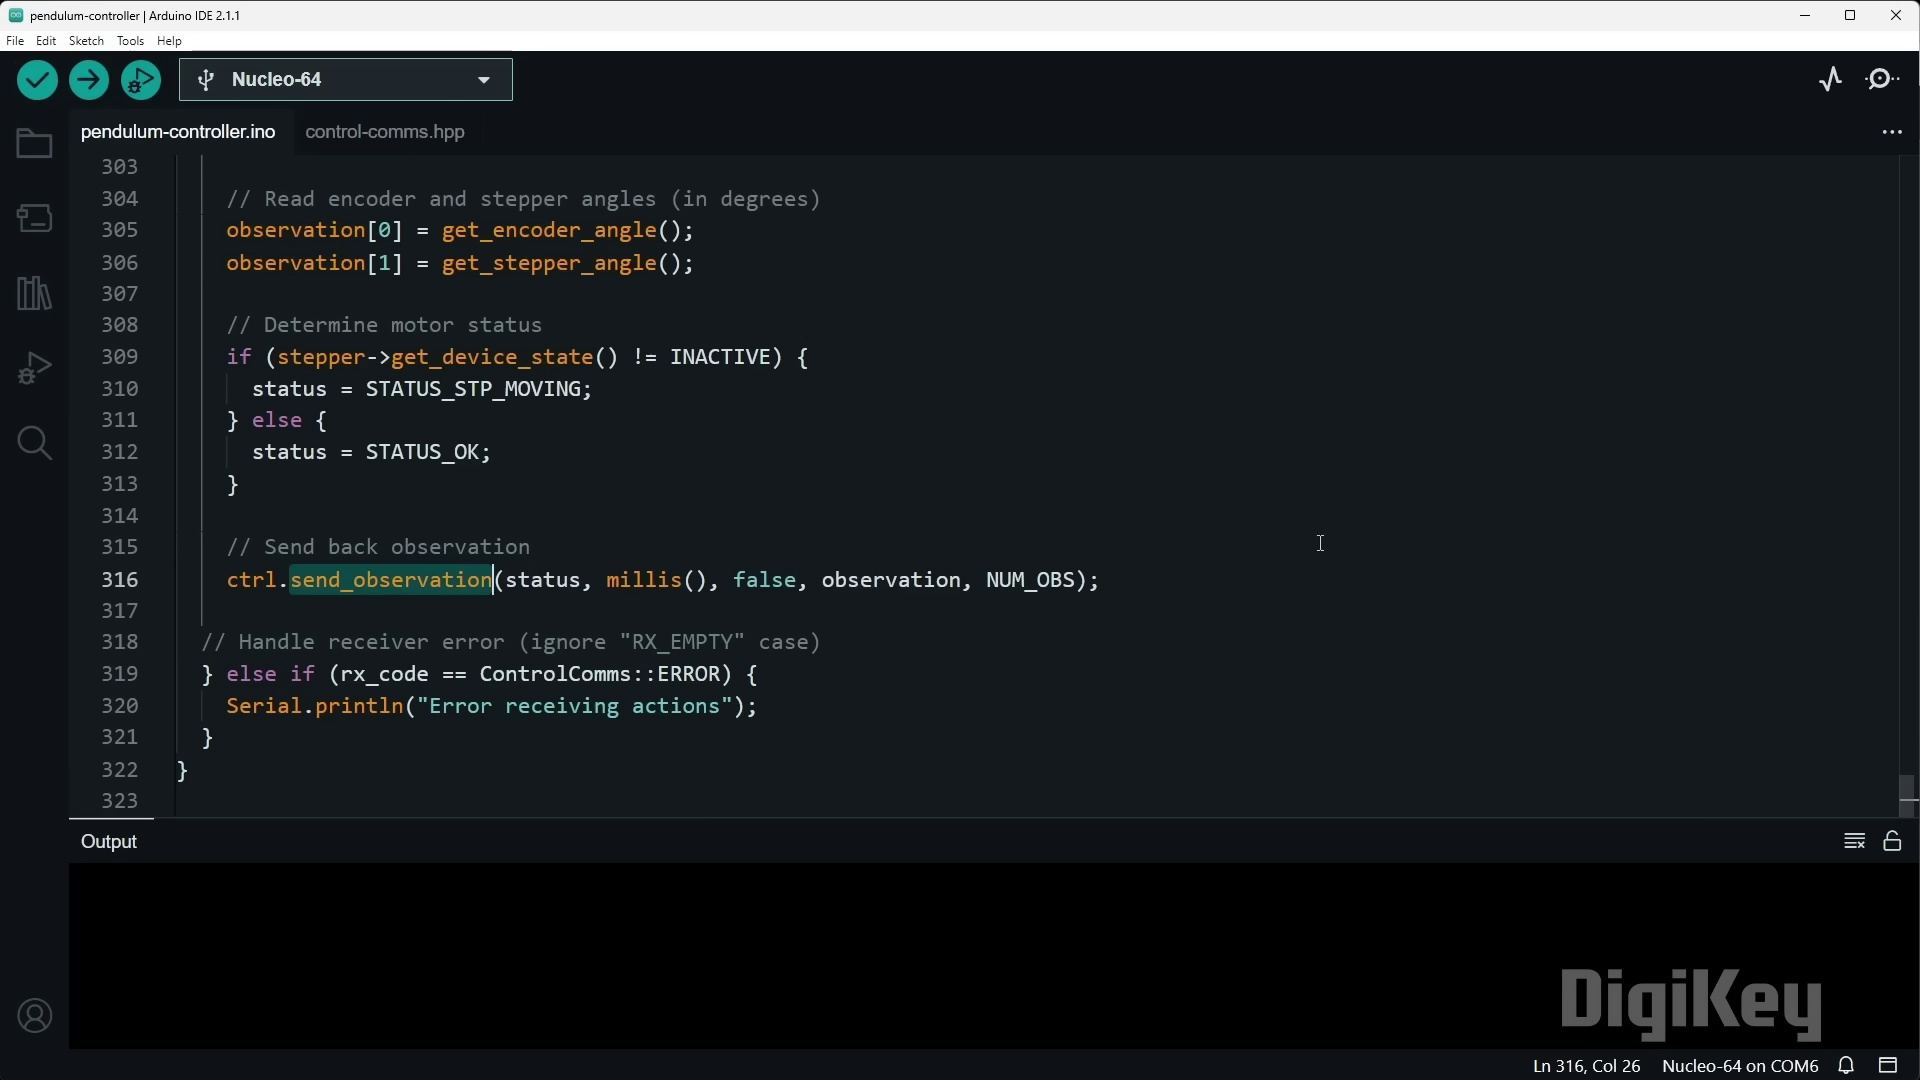 pendulum-controller | Arduino IDE 2.1.1
File Edit Sketch Tools Help
Nucleo-64
pendulum-controller.ino control-comms.hpp
303
304 // Read encoder and stepper angles (in degrees)
305 observation[0] = get_encoder_angle();
306 observation[1] = get_stepper_angle();
307
308 // Determine motor status
309 if (stepper->get_device_state() != INACTIVE) {
310 status = STATUS_STP_MOVING;
311 } else {
312 status = STATUS_OK;
313 }
314
315 // Send back observation
316 ctrl.send_observation(status, millis(), false, observation, NUM_OBS);
317
318 // Handle receiver error (ignore "RX_EMPTY" case)
319 } else if (rx_code == ControlComms::ERROR) {
320 Serial.println("Error receiving actions");
321 }
322 }
323
Output
DigiKey
Ln 316, Col 26 Nucleo-64 on COM6